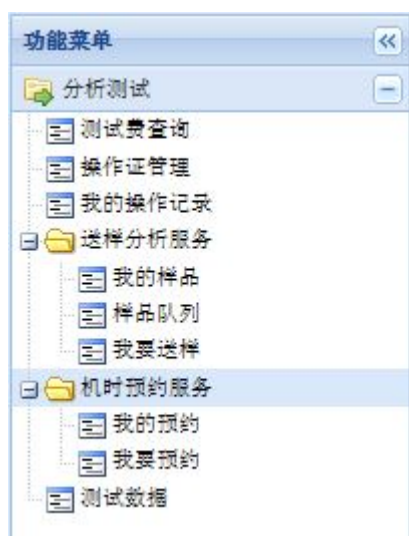 功能菜单
分析测试
测试费查询
操作证管理
我的操作记录
送样分析服务
我的样品
样品队列
我要送样
机时预约服务
我的预约
我要预约
测试数据